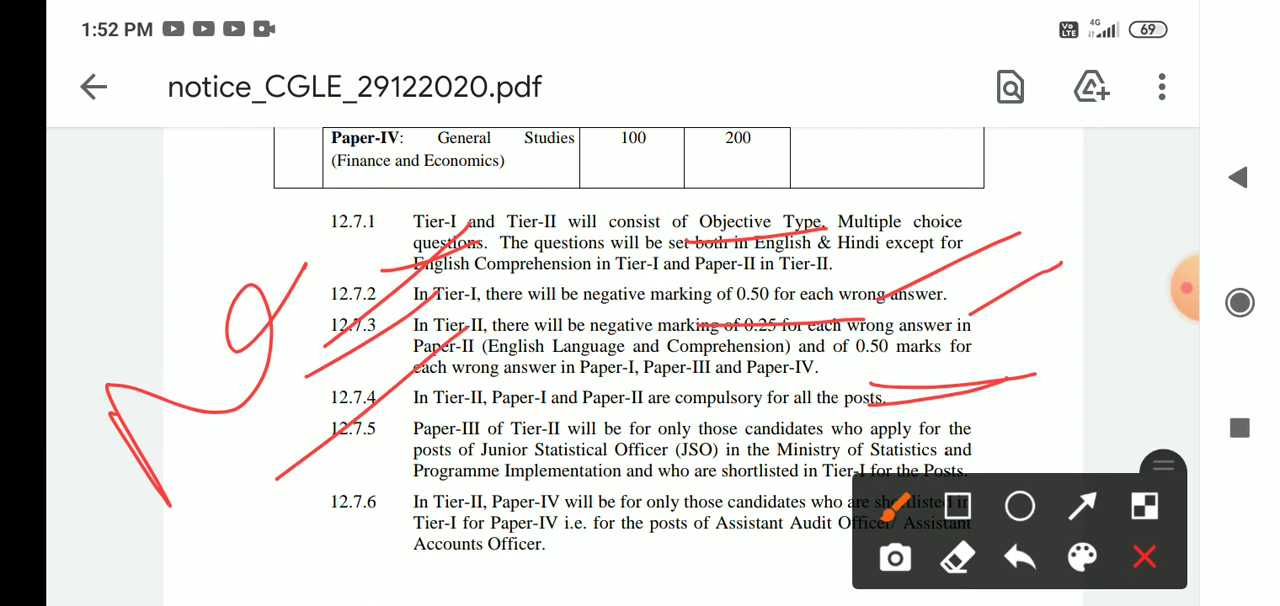 1:52 PM Vo LTE 4G 69
notice_CGLE_29122020.pdf
Paper-IV: General Studies 100 200
(Finance and Economics)
12.7.1 Tier-I and Tier-II will consist of Objective Type, Multiple choice
questions. The questions will be set both in English & Hindi except for
English Comprehension in Tier-I and Paper-II in Tier-II.
12.7.2 In Tier-I, there will be negative marking of 0.50 for each wrong answer.
12.7.3 In Tier-II, there will be negative marking of 0.25 for each wrong answer in
Paper-II (English Language and Comprehension) and of 0.50 marks for
each wrong answer in Paper-I, Paper-III and Paper-IV.
12.7.4 In Tier-II, Paper-I and Paper-II are compulsory for all the posts.
12.7.5 Paper-III of Tier-II will be for only those candidates who apply for the
posts of Junior Statistical Officer (JSO) in the Ministry of Statistics and
Programme Implementation and who are shortlisted in Tier-I for the Posts.
12.7.6 In Tier-II, Paper-IV will be for only those candidates who are shortlisted in
Tier-I for Paper-IV i.e. for the posts of Assistant Audit Officer/ Assistant
Accounts Officer.